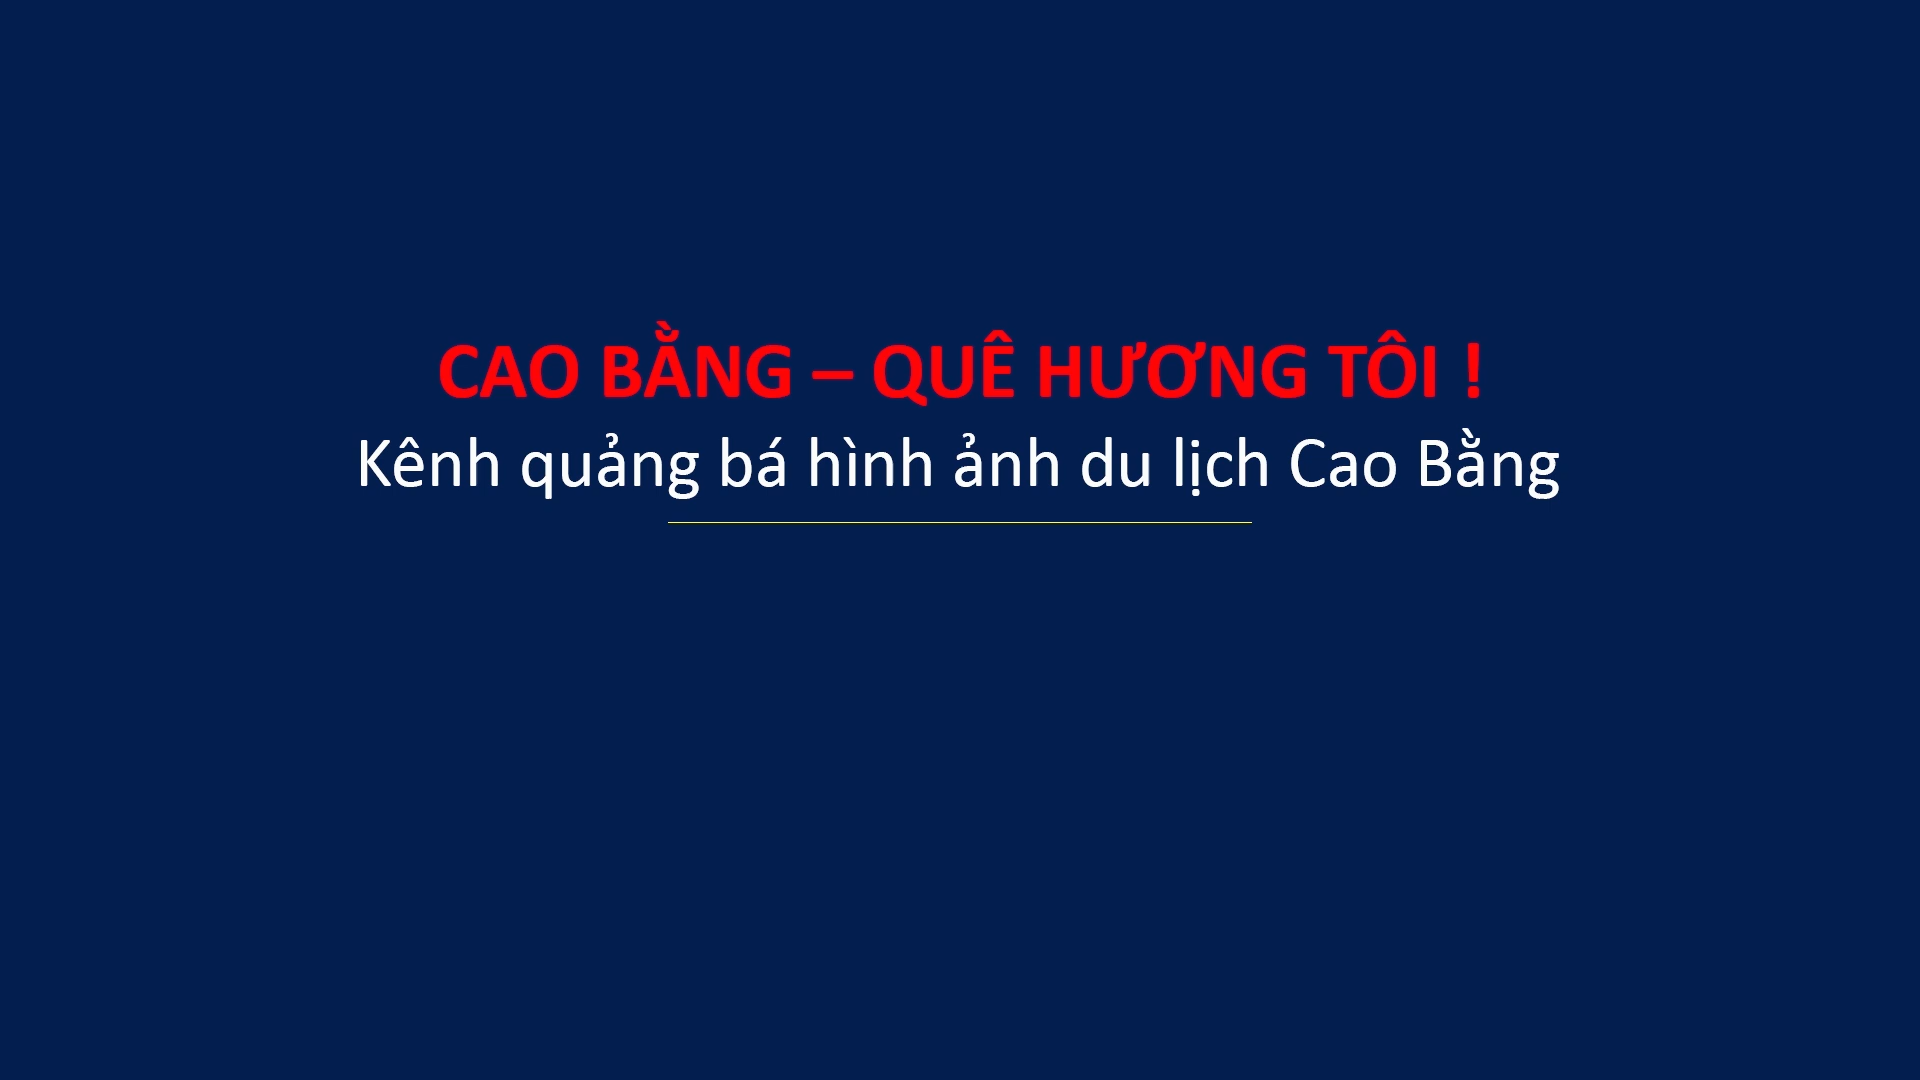 CAO BẰNG – QUÊ HƯƠNG TÔI !
Kênh quảng bá hình ảnh du lịch Cao Bằng